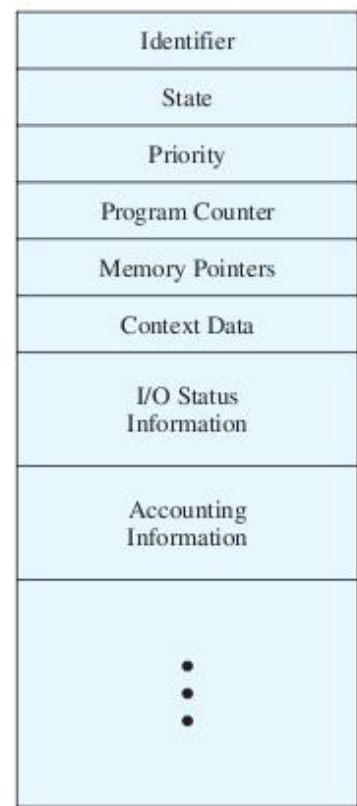 Identifier
State
Priority
Program Counter
Memory Pointers
Context Data
I/O Status
Information
Accounting
Information